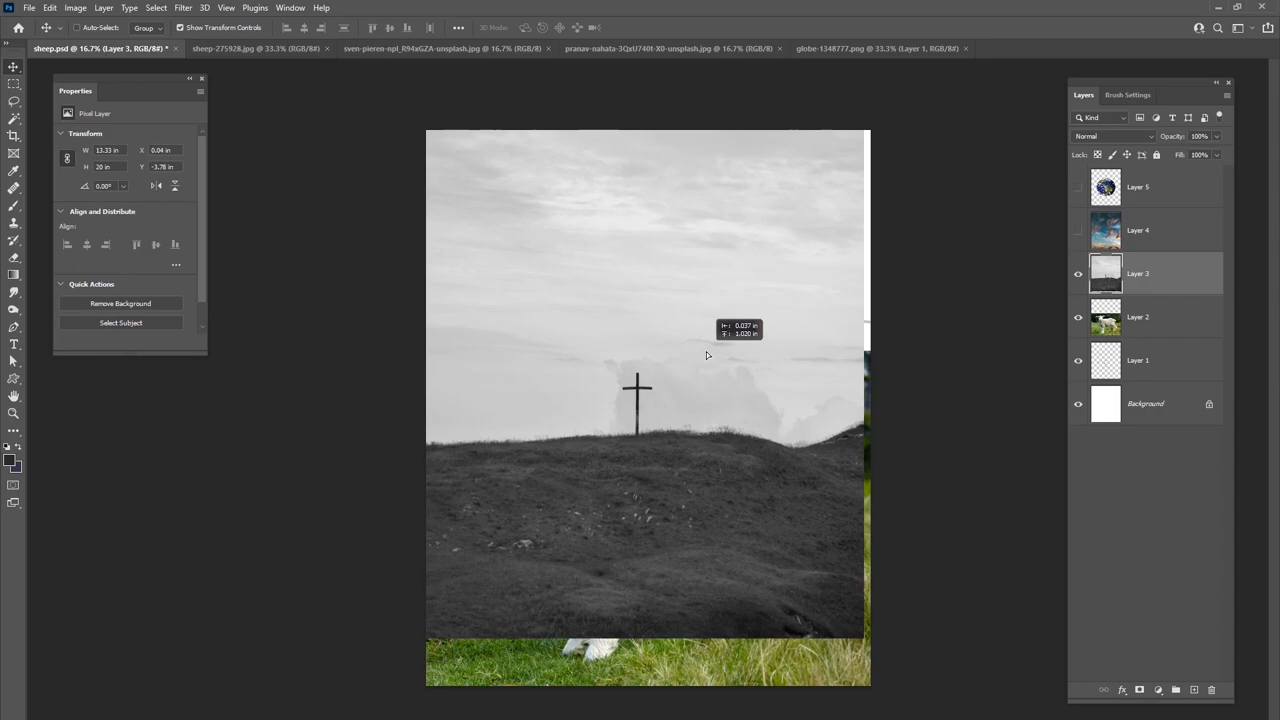 Ps File Edit Image Layer Type Select Filter 3D View Plugins Window Help
Auto-Select: Group Show Transform Controls 3D Mode:
sheep.psd @ 16.7% (Layer 3, RGB/8#) * × sheep-275928.jpg @ 33.3% (RGB/8#) × sven-pieren-npl_R94xGZA-unsplash.jpg @ 16.7% (RGB/8) × pranav-nahata-3QxtJ740t-X0-unsplash.jpg @ 16.7% (RGB/8) × globe-1348777.png @ 33.3% (Layer 1, RGB/8#) ×
Properties
Pixel Layer
Transform
W 13.33 in X 0.04 in
H 20 in Y -3.78 in
0.00°
Align and Distribute
Align:
Quick Actions
Remove Background
Select Subject
0.037 in
1.020 in
Layers Brush Settings
Kind
Normal Opacity: 100%
Lock: Fill: 100%
Layer 5
Layer 4
Layer 3
Layer 2
Layer 1
Background